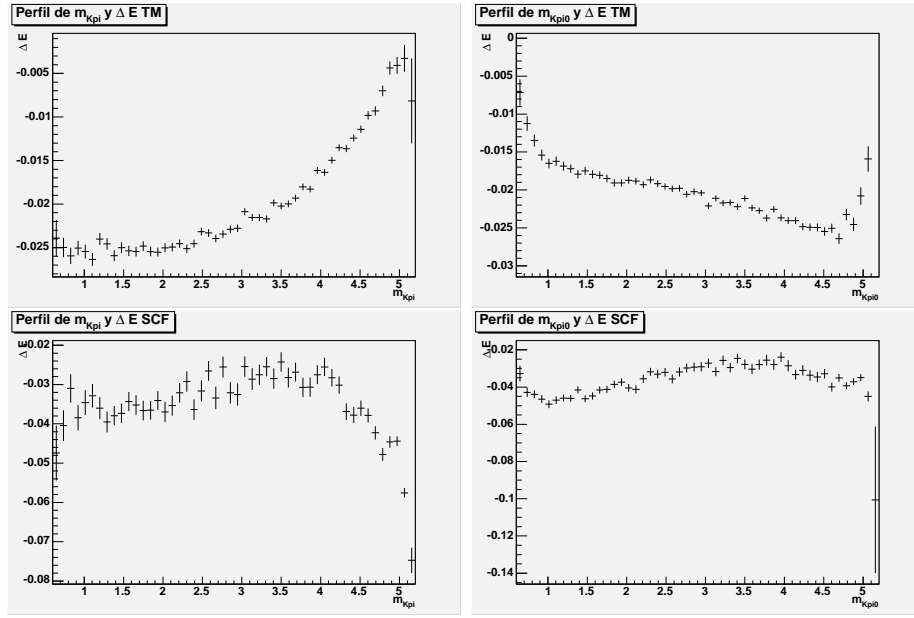 Perfil de m_Kpi y Δ E TM
Δ E
-0.005
-0.01
-0.015
-0.02
-0.025
1 1.5 2 2.5 3 3.5 4 4.5 5
m_Kpi
Perfil de m_Kpi0 y Δ E TM
Δ E
0
-0.005
-0.01
-0.015
-0.02
-0.025
-0.03
1 1.5 2 2.5 3 3.5 4 4.5 5
m_Kpi0
Perfil de m_Kpi y Δ E SCF
Δ E
-0.02
-0.03
-0.04
-0.05
-0.06
-0.07
-0.08
1 1.5 2 2.5 3 3.5 4 4.5 5
m_Kpi
Perfil de m_Kpi0 y Δ E SCF
Δ E
-0.02
-0.04
-0.06
-0.08
-0.1
-0.12
-0.14
1 1.5 2 2.5 3 3.5 4 4.5 5
m_Kpi0